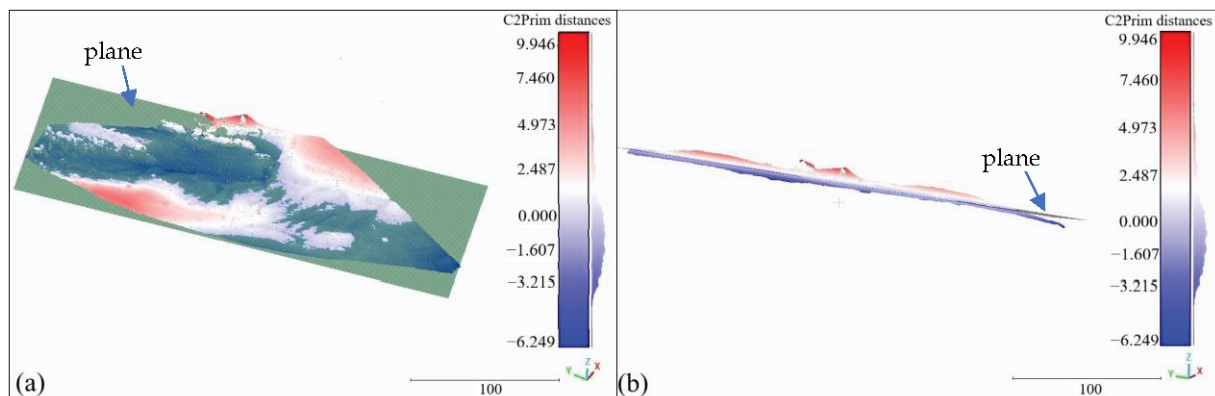 C2Prim distances
plane
9.946
7.460
4.973
2.487
0.000
−1.607
−3.215
−6.249
Z
Y X
100
(a)
C2Prim distances
9.946
7.460
4.973
plane
2.487
0.000
−1.607
−3.215
−6.249
Z
Y X
100
(b)